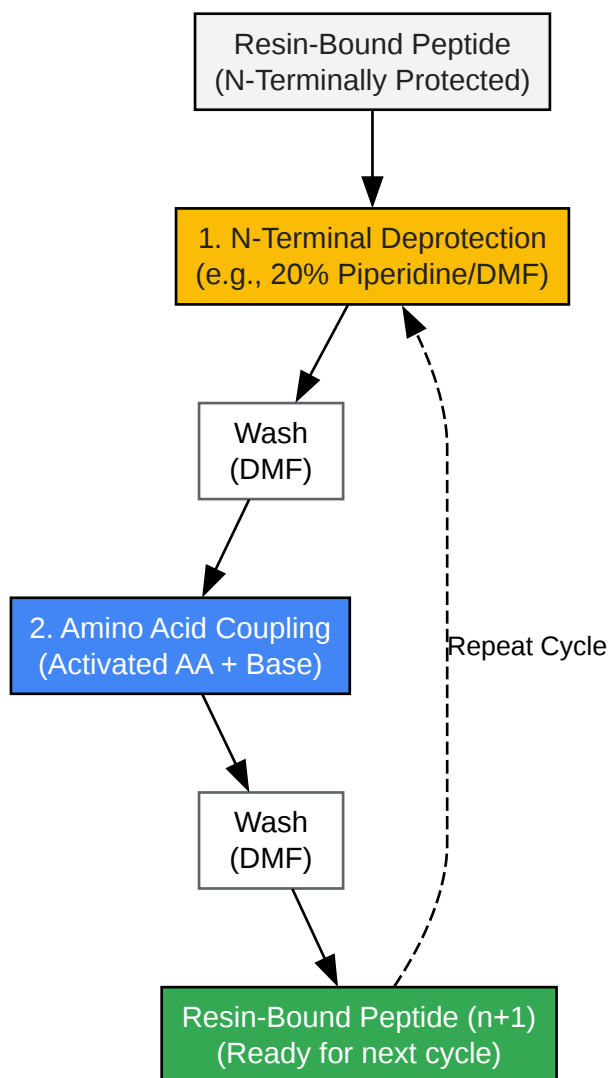 Resin-Bound Peptide
(N-Terminally Protected)
1. N-Terminal Deprotection
(e.g., 20% Piperidine/DMF)
Wash
(DMF)
2. Amino Acid Coupling
(Activated AA + Base)
Repeat Cycle
Wash
(DMF)
Resin-Bound Peptide (n+1)
(Ready for next cycle)